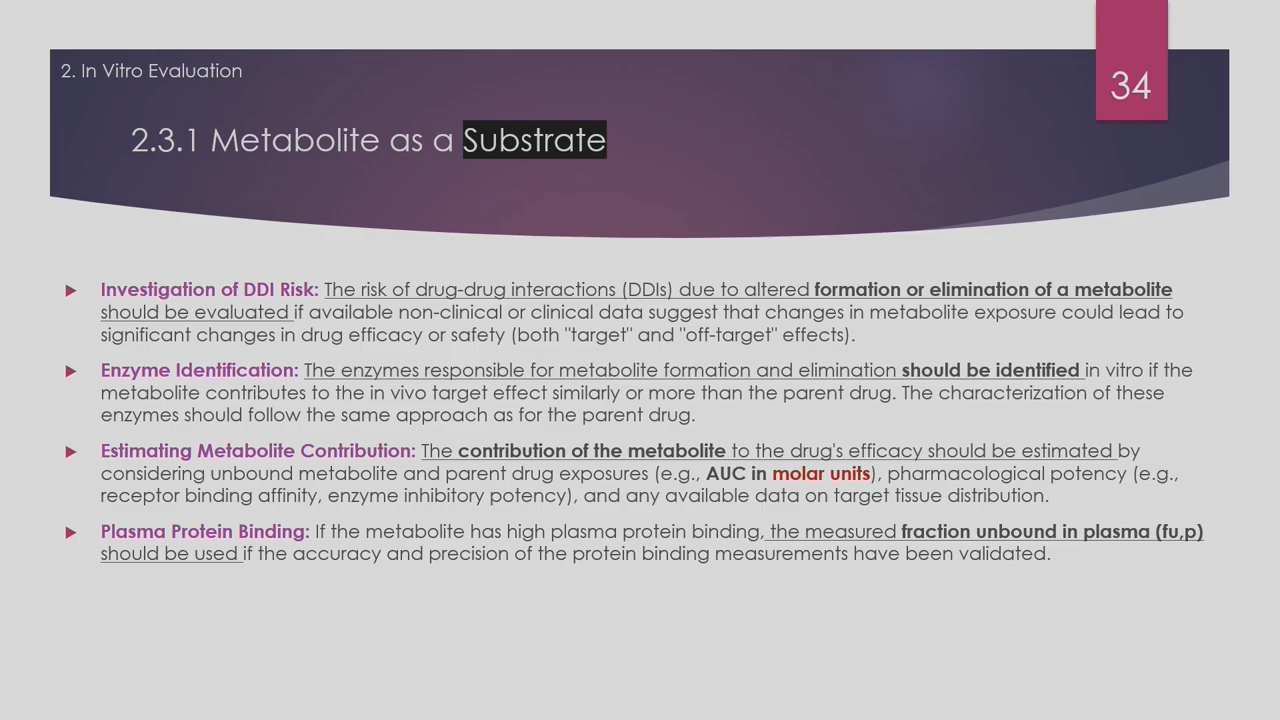 2. In Vitro Evaluation
34
2.3.1 Metabolite as a Substrate
Investigation of DDI Risk: The risk of drug-drug interactions (DDIs) due to altered formation or elimination of a metabolite
should be evaluated if available non-clinical or clinical data suggest that changes in metabolite exposure could lead to
significant changes in drug efficacy or safety (both "target" and "off-target" effects).
Enzyme Identification: The enzymes responsible for metabolite formation and elimination should be identified in vitro if the
metabolite contributes to the in vivo target effect similarly or more than the parent drug. The characterization of these
enzymes should follow the same approach as for the parent drug.
Estimating Metabolite Contribution: The contribution of the metabolite to the drug's efficacy should be estimated by
considering unbound metabolite and parent drug exposures (e.g., AUC in molar units), pharmacological potency (e.g.,
receptor binding affinity, enzyme inhibitory potency), and any available data on target tissue distribution.
Plasma Protein Binding: If the metabolite has high plasma protein binding, the measured fraction unbound in plasma (fu,p)
should be used if the accuracy and precision of the protein binding measurements have been validated.